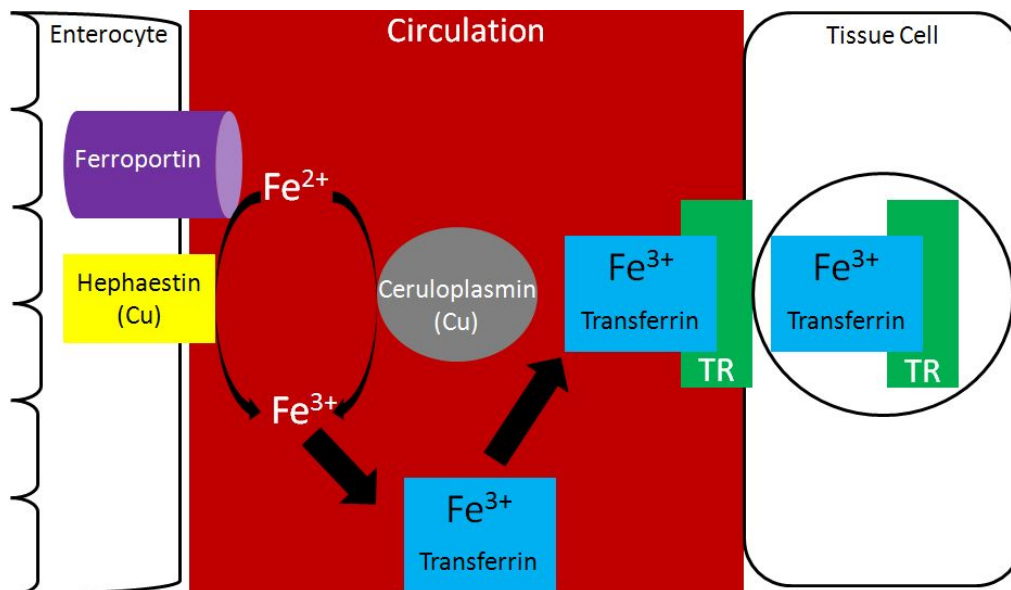 Enterocyte
Circulation
Tissue Cell
Ferroportin
Fe²⁺
Hephaestin
(Cu)
Ceruloplasmin
(Cu)
Fe³⁺
Transferrin
TR
Fe³⁺
Transferrin
TR
Fe³⁺
Fe³⁺
Transferrin